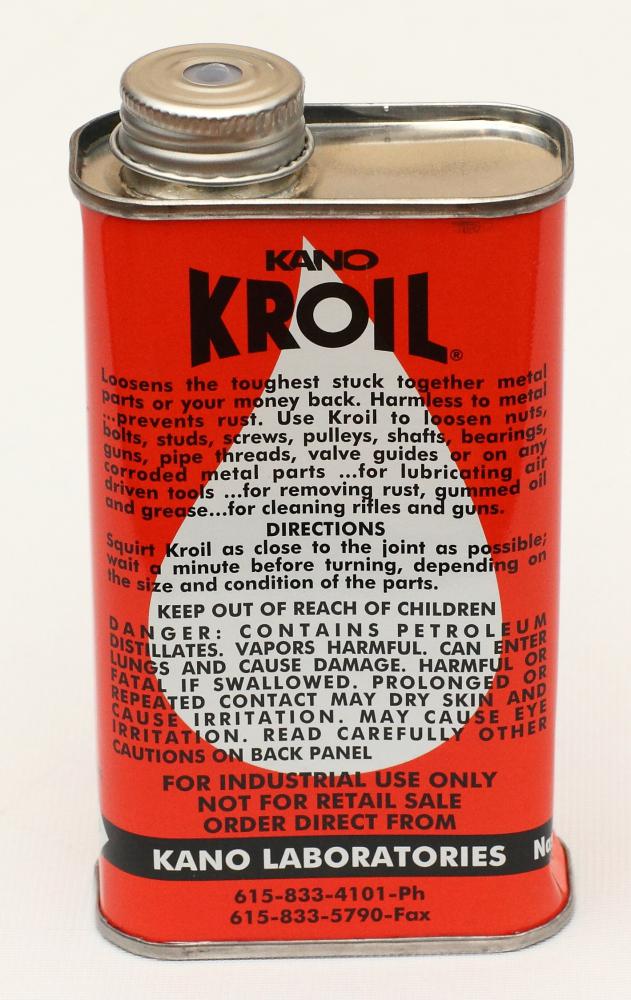 KANO
KROIL®
Loosens the toughest stuck together metal
parts or your money back. Harmless to metal
...prevents rust. Use Kroil to loosen nuts,
bolts, studs, screws, pulleys, shafts, bearings,
guns, pipe threads, valve guides or on any
corroded metal parts ...for lubricating air
driven tools ...for removing rust, gummed oil
and grease...for cleaning rifles and guns.
DIRECTIONS
Squirt Kroil as close to the joint as possible;
wait a minute before turning, depending on
the size and condition of the parts.
KEEP OUT OF REACH OF CHILDREN
DANGER: CONTAINS PETROLEUM
DISTILLATES. VAPORS HARMFUL. CAN ENTER
LUNGS AND CAUSE DAMAGE. HARMFUL OR
FATAL IF SWALLOWED. PROLONGED OR
REPEATED CONTACT MAY DRY SKIN AND
CAUSE IRRITATION. MAY CAUSE EYE
IRRITATION. READ CAREFULLY OTHER
CAUTIONS ON BACK PANEL
FOR INDUSTRIAL USE ONLY
NOT FOR RETAIL SALE
ORDER DIRECT FROM
KANO LABORATORIES
615-833-4101-Ph
615-833-5790-Fax